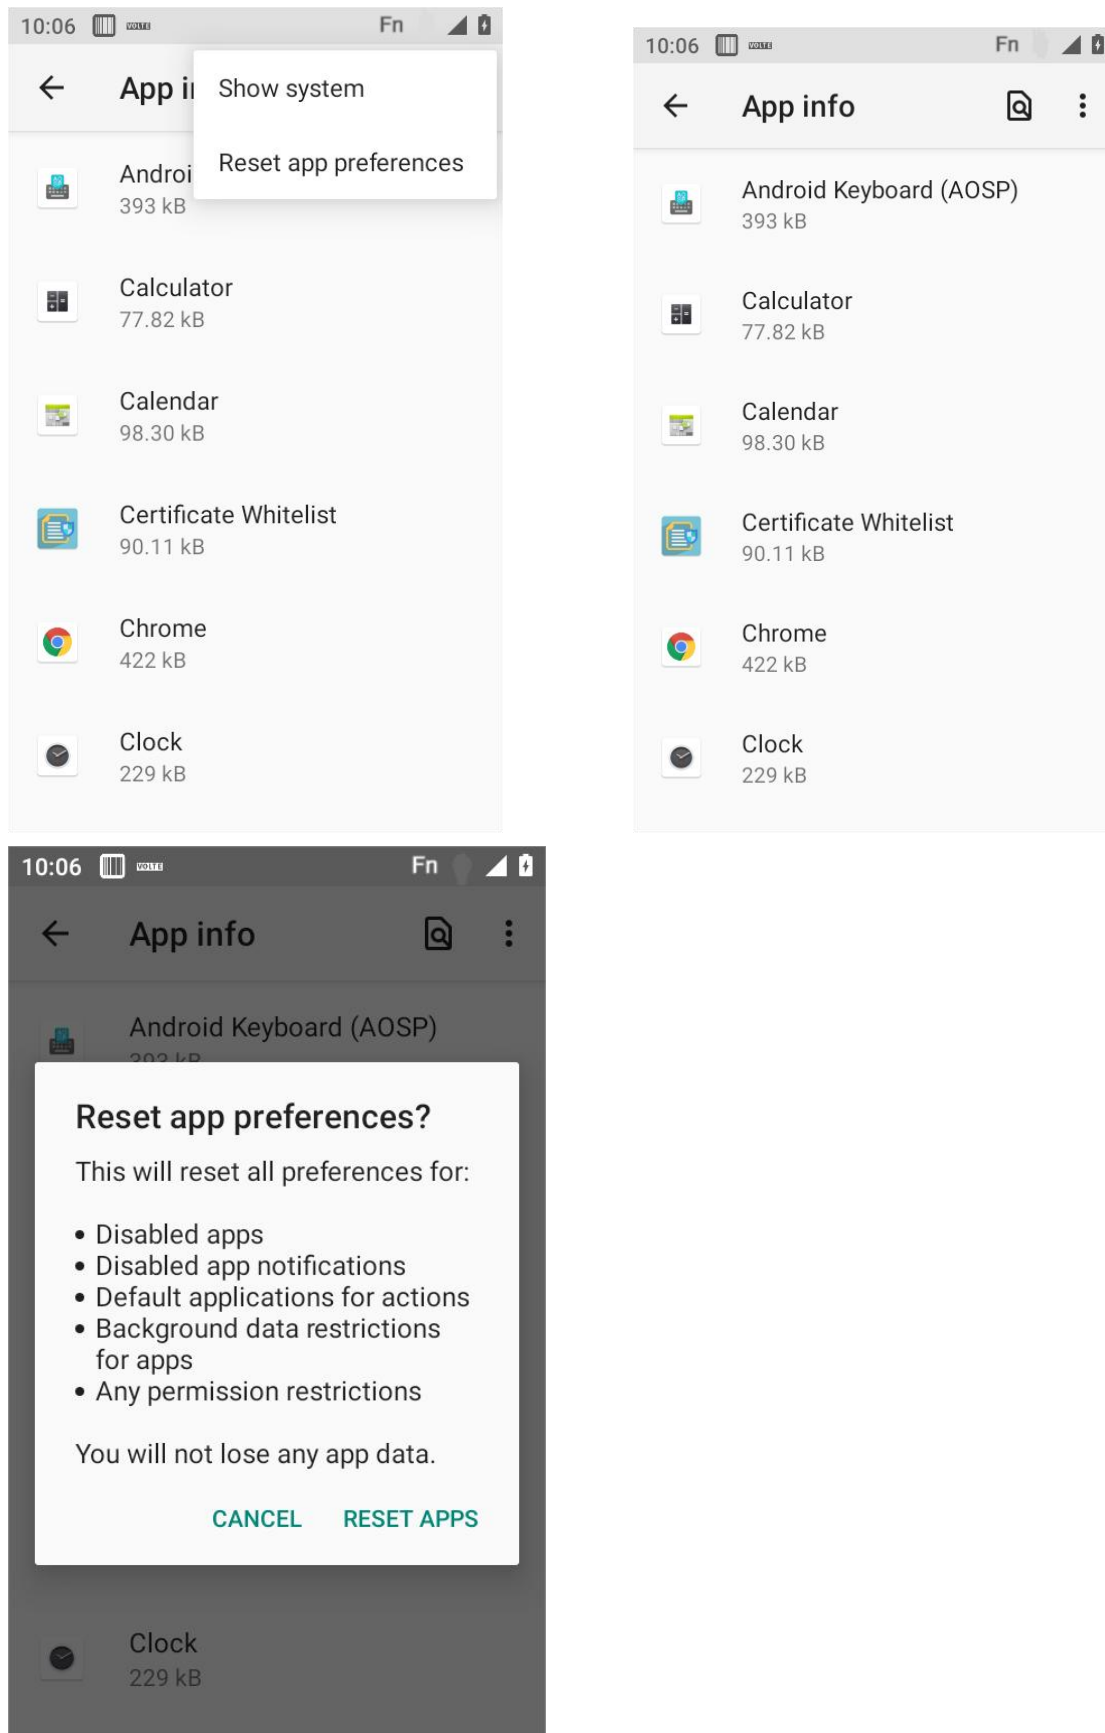 10:06 VOLTE Fn
Show system
App i
Reset app preferences
Androi
393 kB
Calculator
77.82 kB
Calendar
98.30 kB
Certificate Whitelist
90.11 kB
Chrome
422 kB
Clock
229 kB
10:06 VOLTE Fn
App info
Android Keyboard (AOSP)
393 kB
Calculator
77.82 kB
Calendar
98.30 kB
Certificate Whitelist
90.11 kB
Chrome
422 kB
Clock
229 kB
10:06 VOLTE Fn
App info
Android Keyboard (AOSP)
393 kB
Reset app preferences?
This will reset all preferences for:
• Disabled apps
• Disabled app notifications
• Default applications for actions
• Background data restrictions
for apps
• Any permission restrictions
You will not lose any app data.
CANCEL RESET APPS
Clock
229 kB